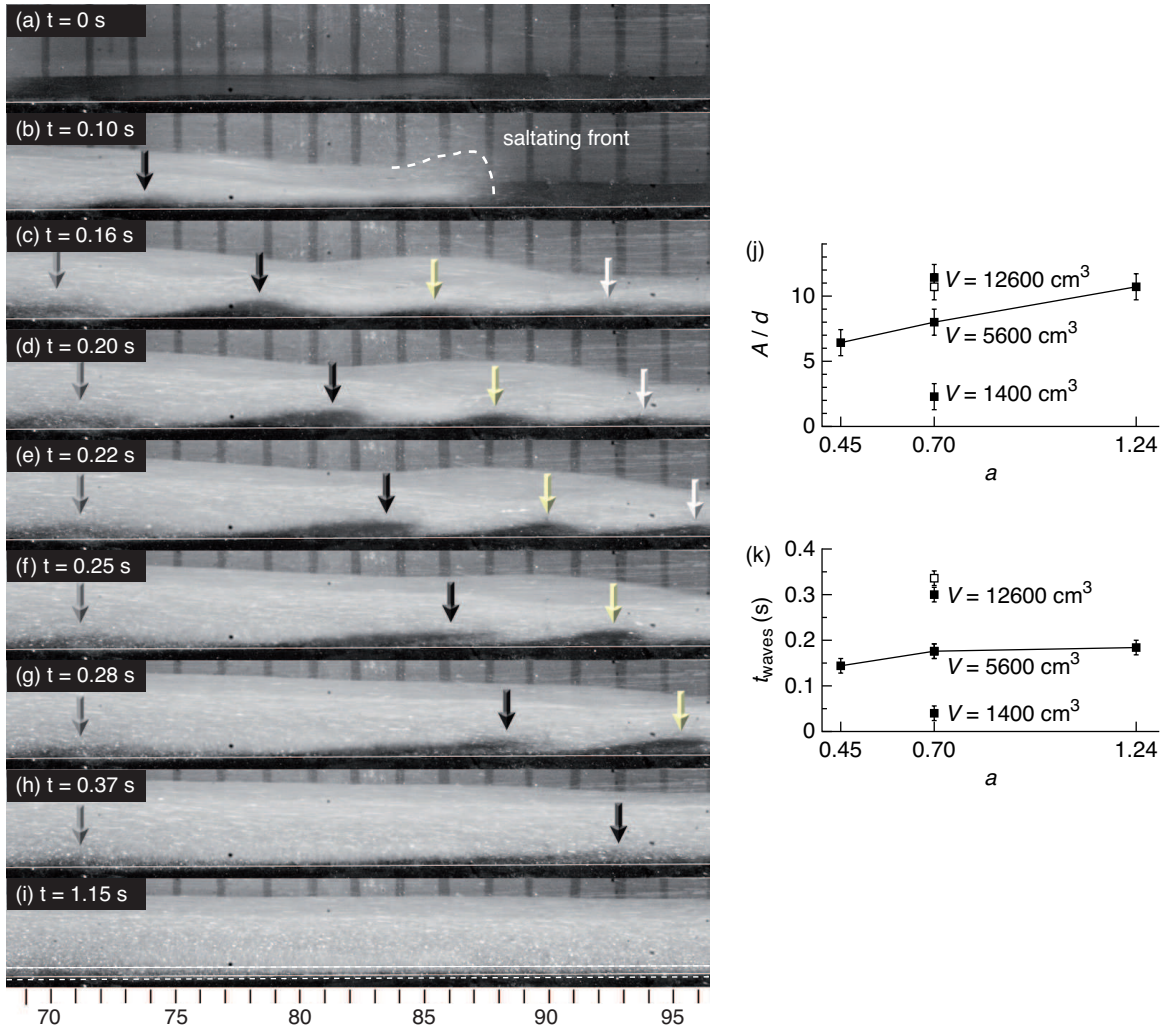 (a) t = 0 s
(b) t = 0.10 s
saltating front
(c) t = 0.16 s
(d) t = 0.20 s
(e) t = 0.22 s
(f) t = 0.25 s
(g) t = 0.28 s
(h) t = 0.37 s
(i) t = 1.15 s
70 75 80 85 90 95
(j)
A / d
10
5
0
V = 12600 cm³
V = 5600 cm³
V = 1400 cm³
0.45 0.70 1.24
a
(k)
t_waves (s)
0.4
0.3
0.2
0.1
0
V = 12600 cm³
V = 5600 cm³
V = 1400 cm³
0.45 0.70 1.24
a